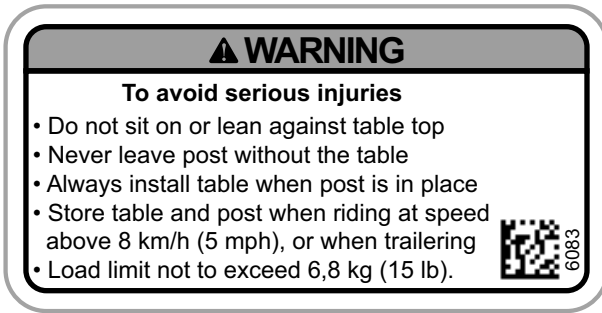 WARNING
To avoid serious injuries
• Do not sit on or lean against table top
• Never leave post without the table
• Always install table when post is in place
• Store table and post when riding at speed
above 8 km/h (5 mph), or when trailering
• Load limit not to exceed 6,8 kg (15 lb).
6083